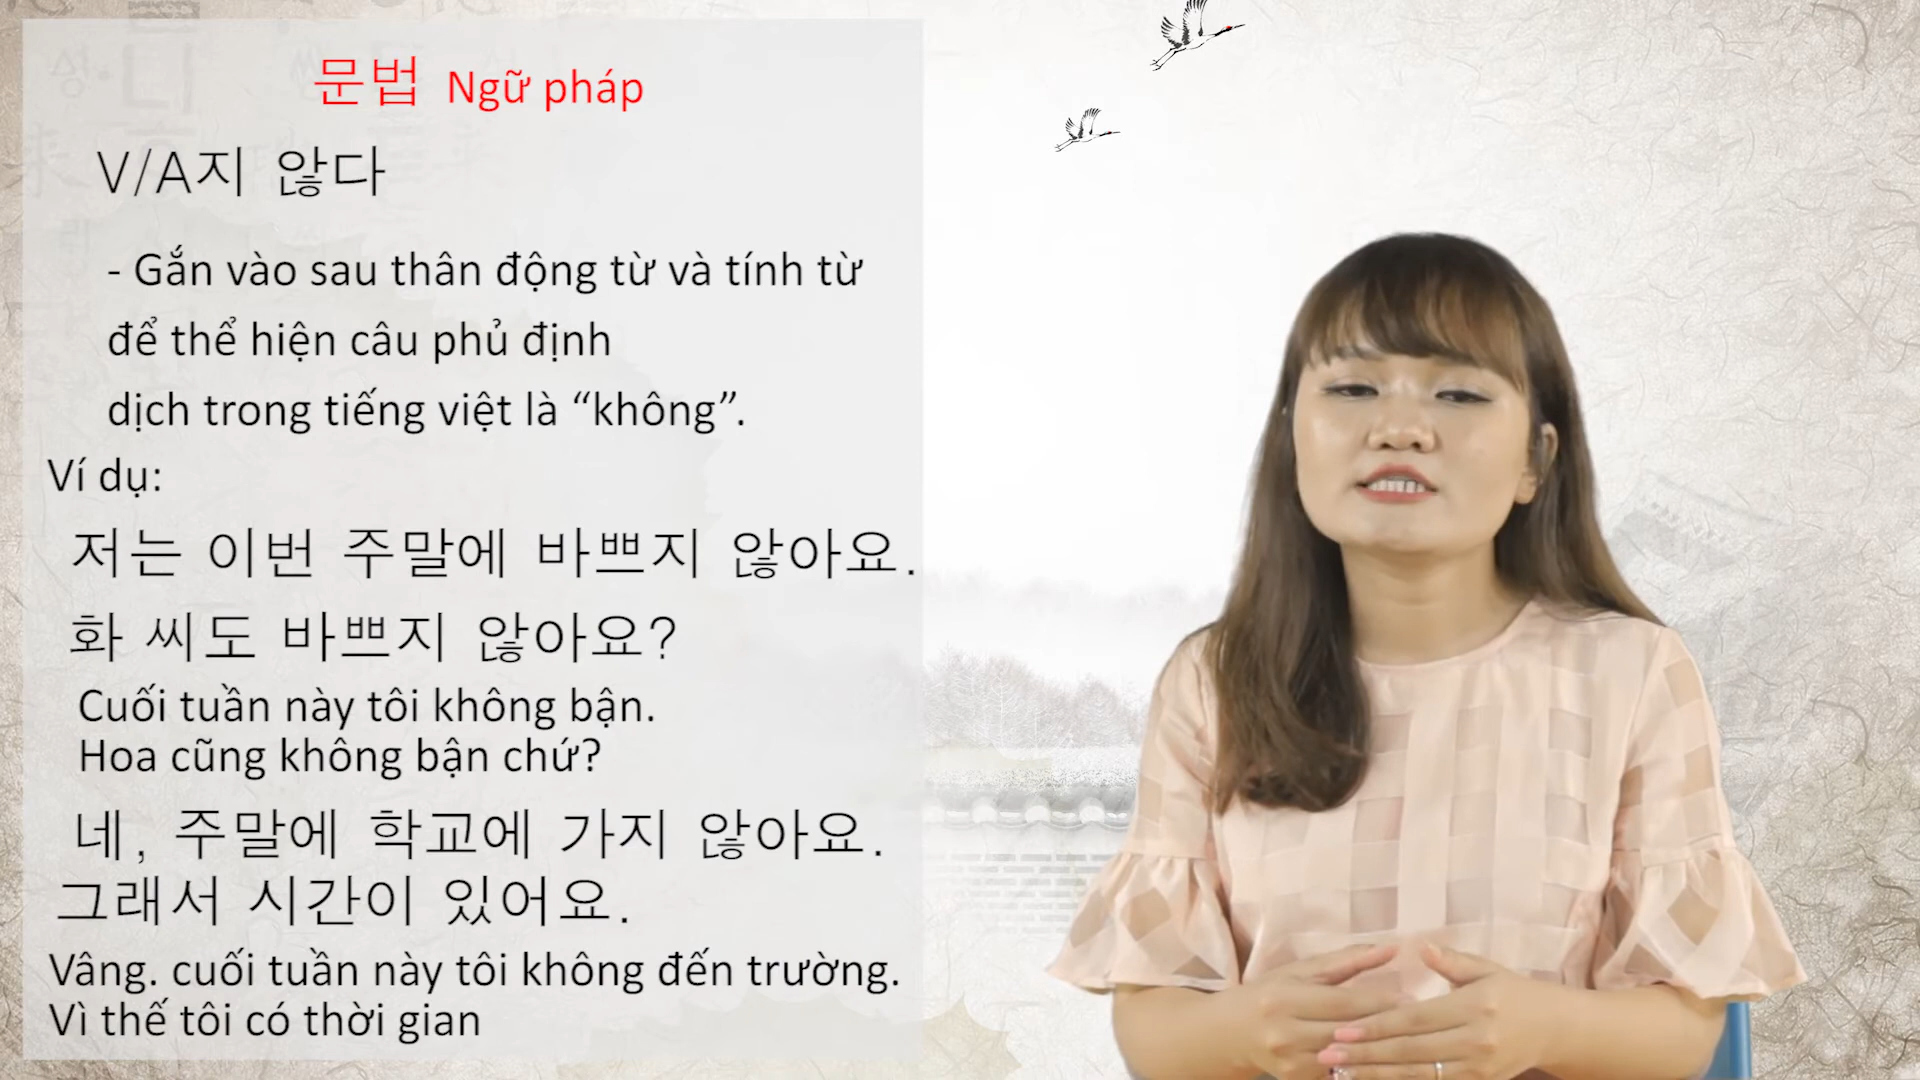 문법 Ngữ pháp
V/A지 않다
- Gắn vào sau thân động từ và tính từ
để thể hiện câu phủ định
dịch trong tiếng việt là “không”.
Ví dụ:
저는 이번 주말에 바쁘지 않아요.
화 씨도 바쁘지 않아요?
Cuối tuần này tôi không bận.
Hoa cũng không bận chứ?
네, 주말에 학교에 가지 않아요.
그래서 시간이 있어요.
Vâng. cuối tuần này tôi không đến trường.
Vì thế tôi có thời gian